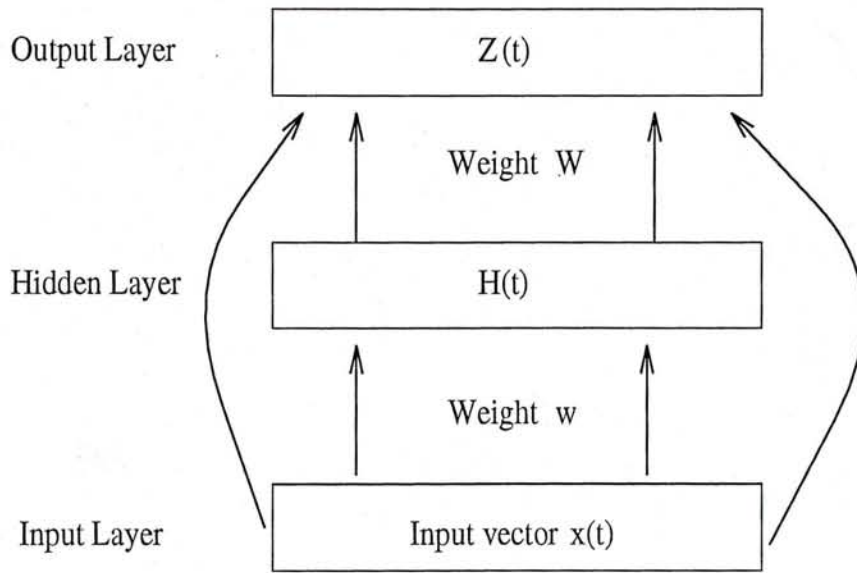 Output Layer
Z(t)
Weight W
Hidden Layer
H(t)
Weight w
Input Layer
Input vector x(t)